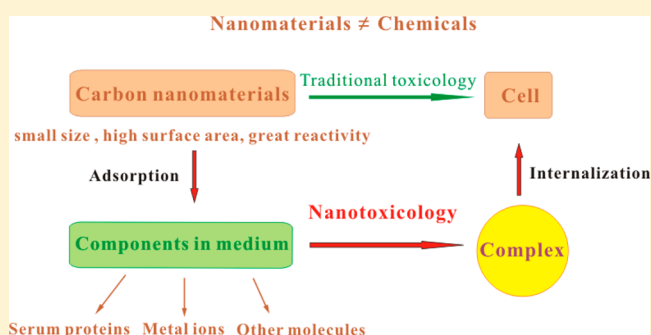 Nanomaterials ≠ Chemicals
Traditional toxicology
Carbon nanomaterials
Cell
small size , high surface area, great reactivity
Adsorption
Internalization
Nanotoxicology
Components in medium
Complex
Serum proteins Metal ions Other molecules